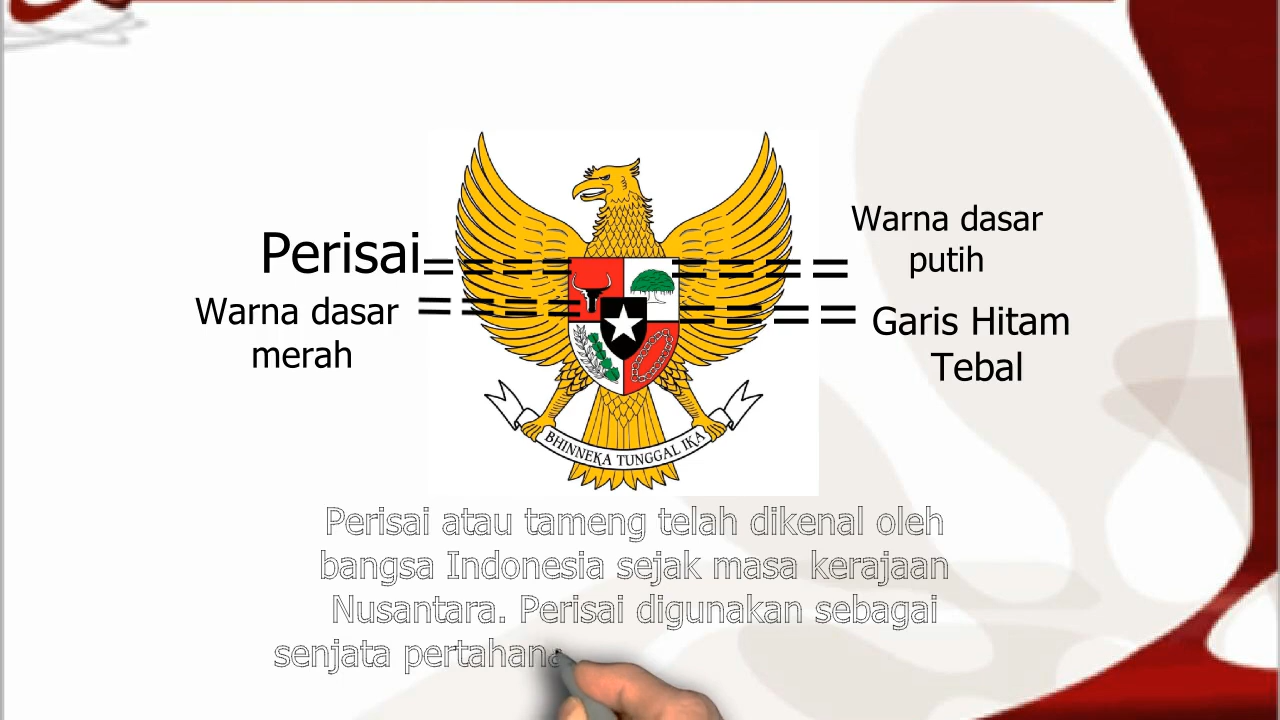 Perisai
Warna dasar
merah
Warna dasar
putih
Garis Hitam
Tebal
BHINNEKA TUNGGAL IKA
Perisai atau tameng telah dikenal oleh
bangsa Indonesia sejak masa kerajaan
Nusantara. Perisai digunakan sebagai
senjata pertahana